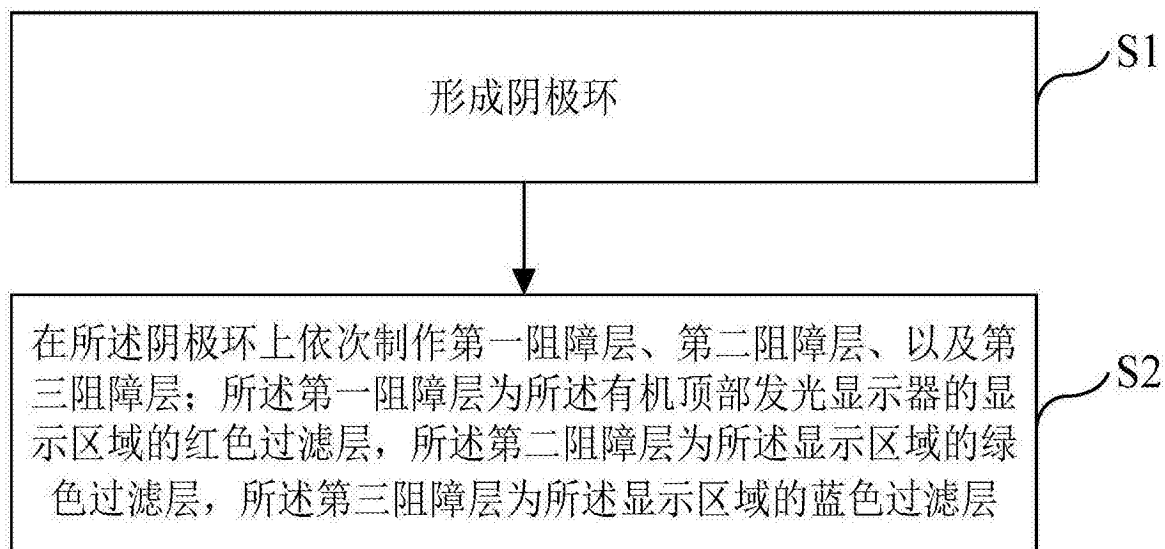 S1
形成阴极环
在所述阴极环上依次制作第一阻障层、第二阻障层、以及第
三阻障层；所述第一阻障层为所述有机顶部发光显示器的显
示区域的红色过滤层，所述第二阻障层为所述显示区域的绿
色过滤层，所述第三阻障层为所述显示区域的蓝色过滤层
S2